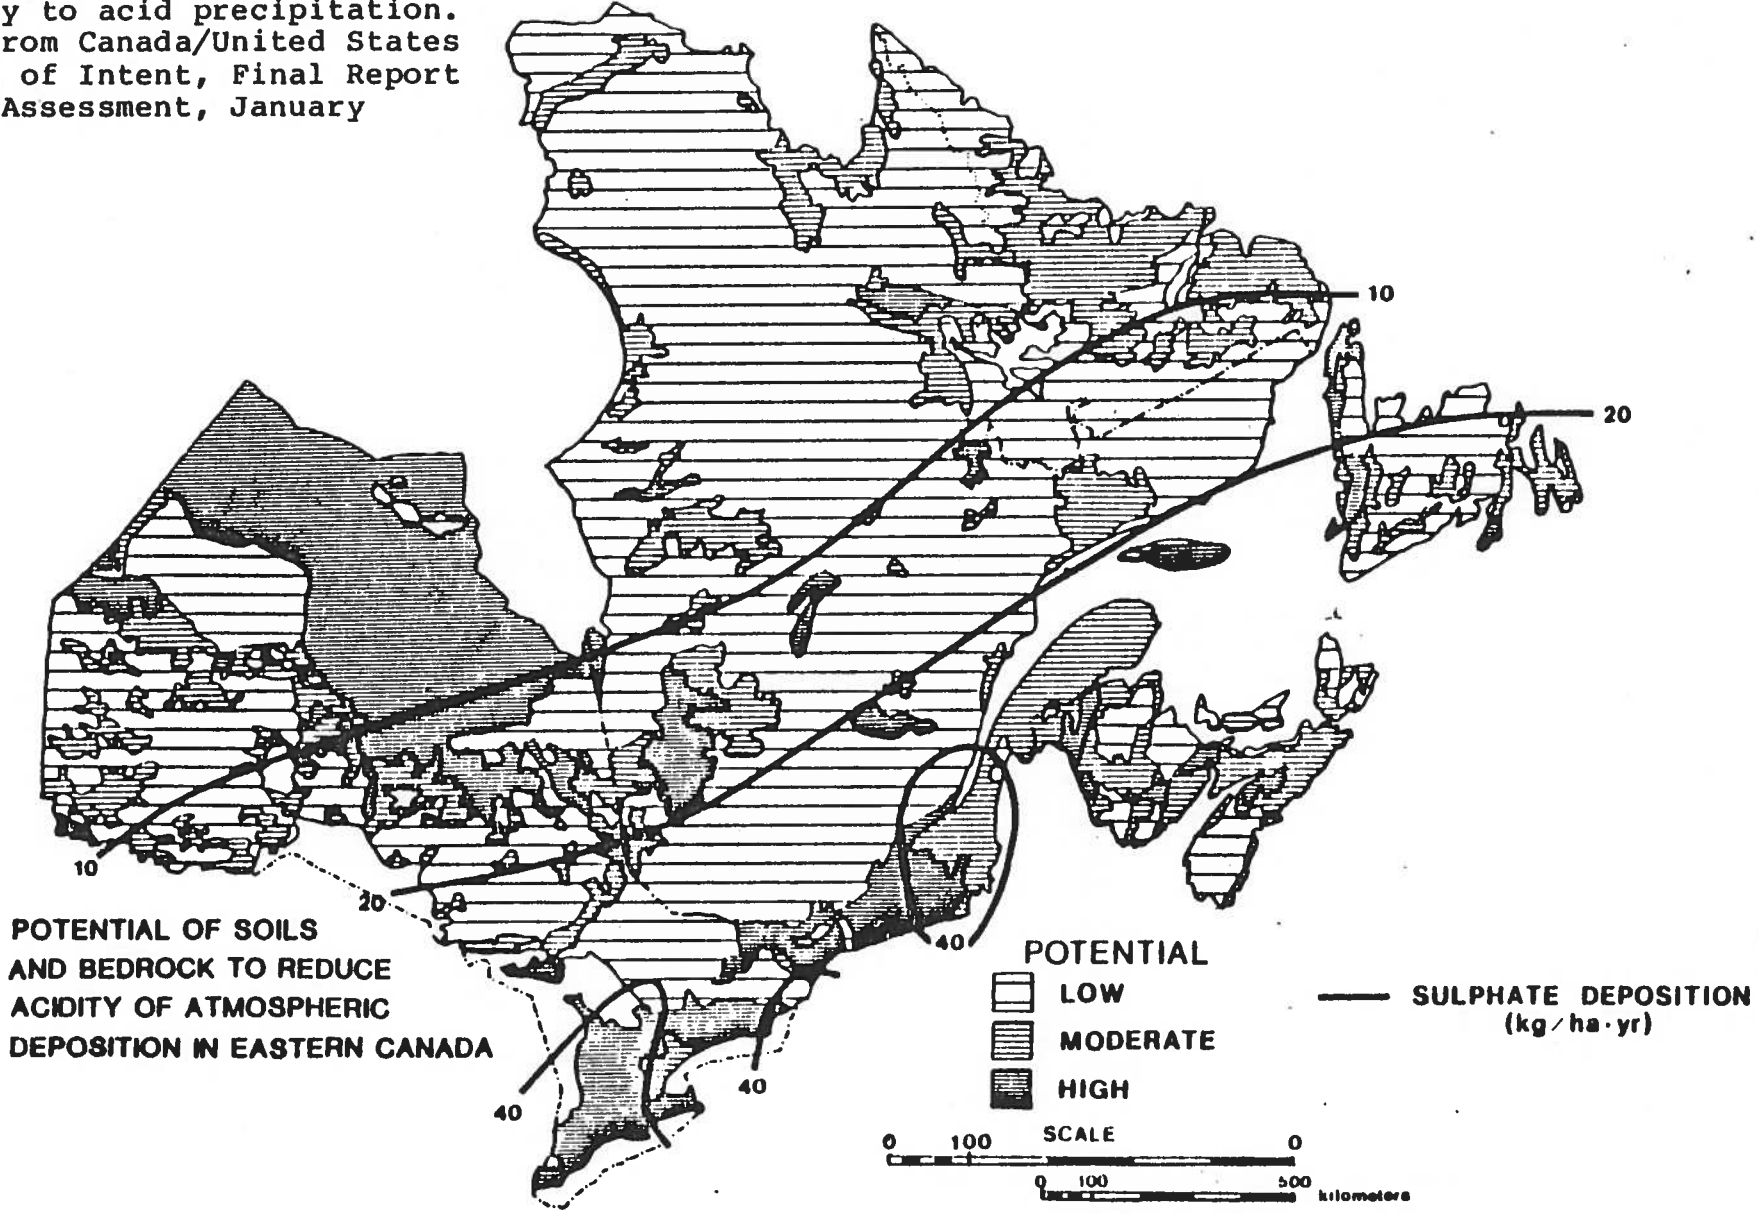 y to acid precipitation.
rom Canada/United States
of Intent, Final Report
Assessment, January
10
20
10
20
40
40
40
POTENTIAL OF SOILS
AND BEDROCK TO REDUCE
ACIDITY OF ATMOSPHERIC
DEPOSITION IN EASTERN CANADA
POTENTIAL
LOW
MODERATE
HIGH
SULPHATE DEPOSITION
(kg/ha·yr)
0 100 SCALE 0
0 100 500 kilometers